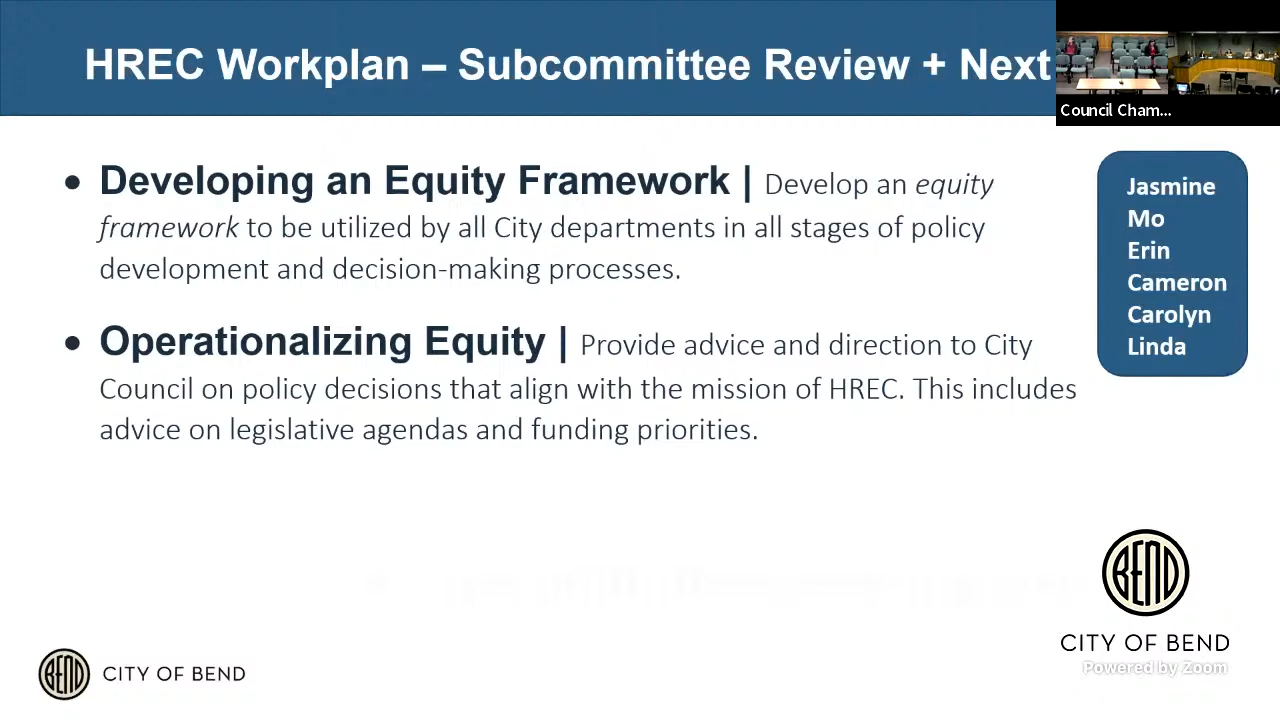 HREC Workplan – Subcommittee Review + Next
Council Cham...
• Developing an Equity Framework | Develop an equity
framework to be utilized by all City departments in all stages of policy
development and decision-making processes.
• Operationalizing Equity | Provide advice and direction to City
Council on policy decisions that align with the mission of HREC. This includes
advice on legislative agendas and funding priorities.
Jasmine
Mo
Erin
Cameron
Carolyn
Linda
BEND
CITY OF BEND
Powered by Zoom
BEND
CITY OF BEND